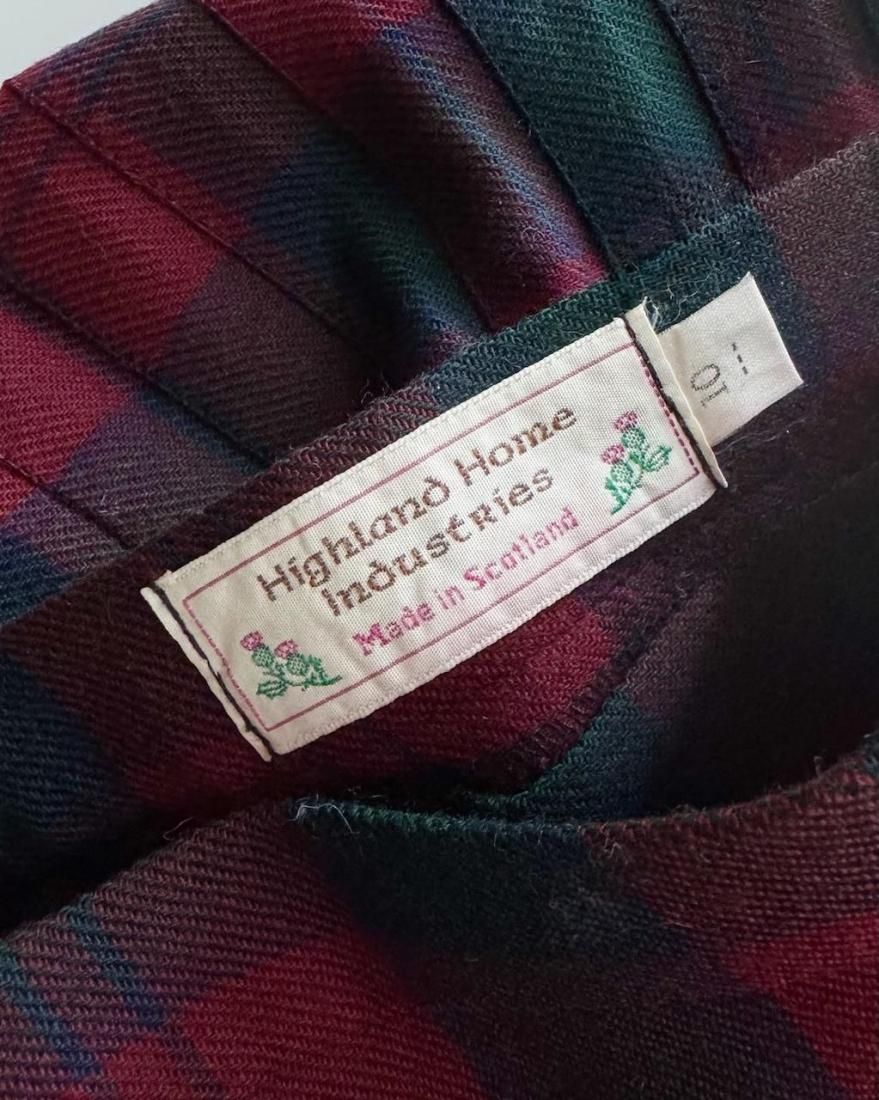 Highland Home
Industries
Made in Scotland
10